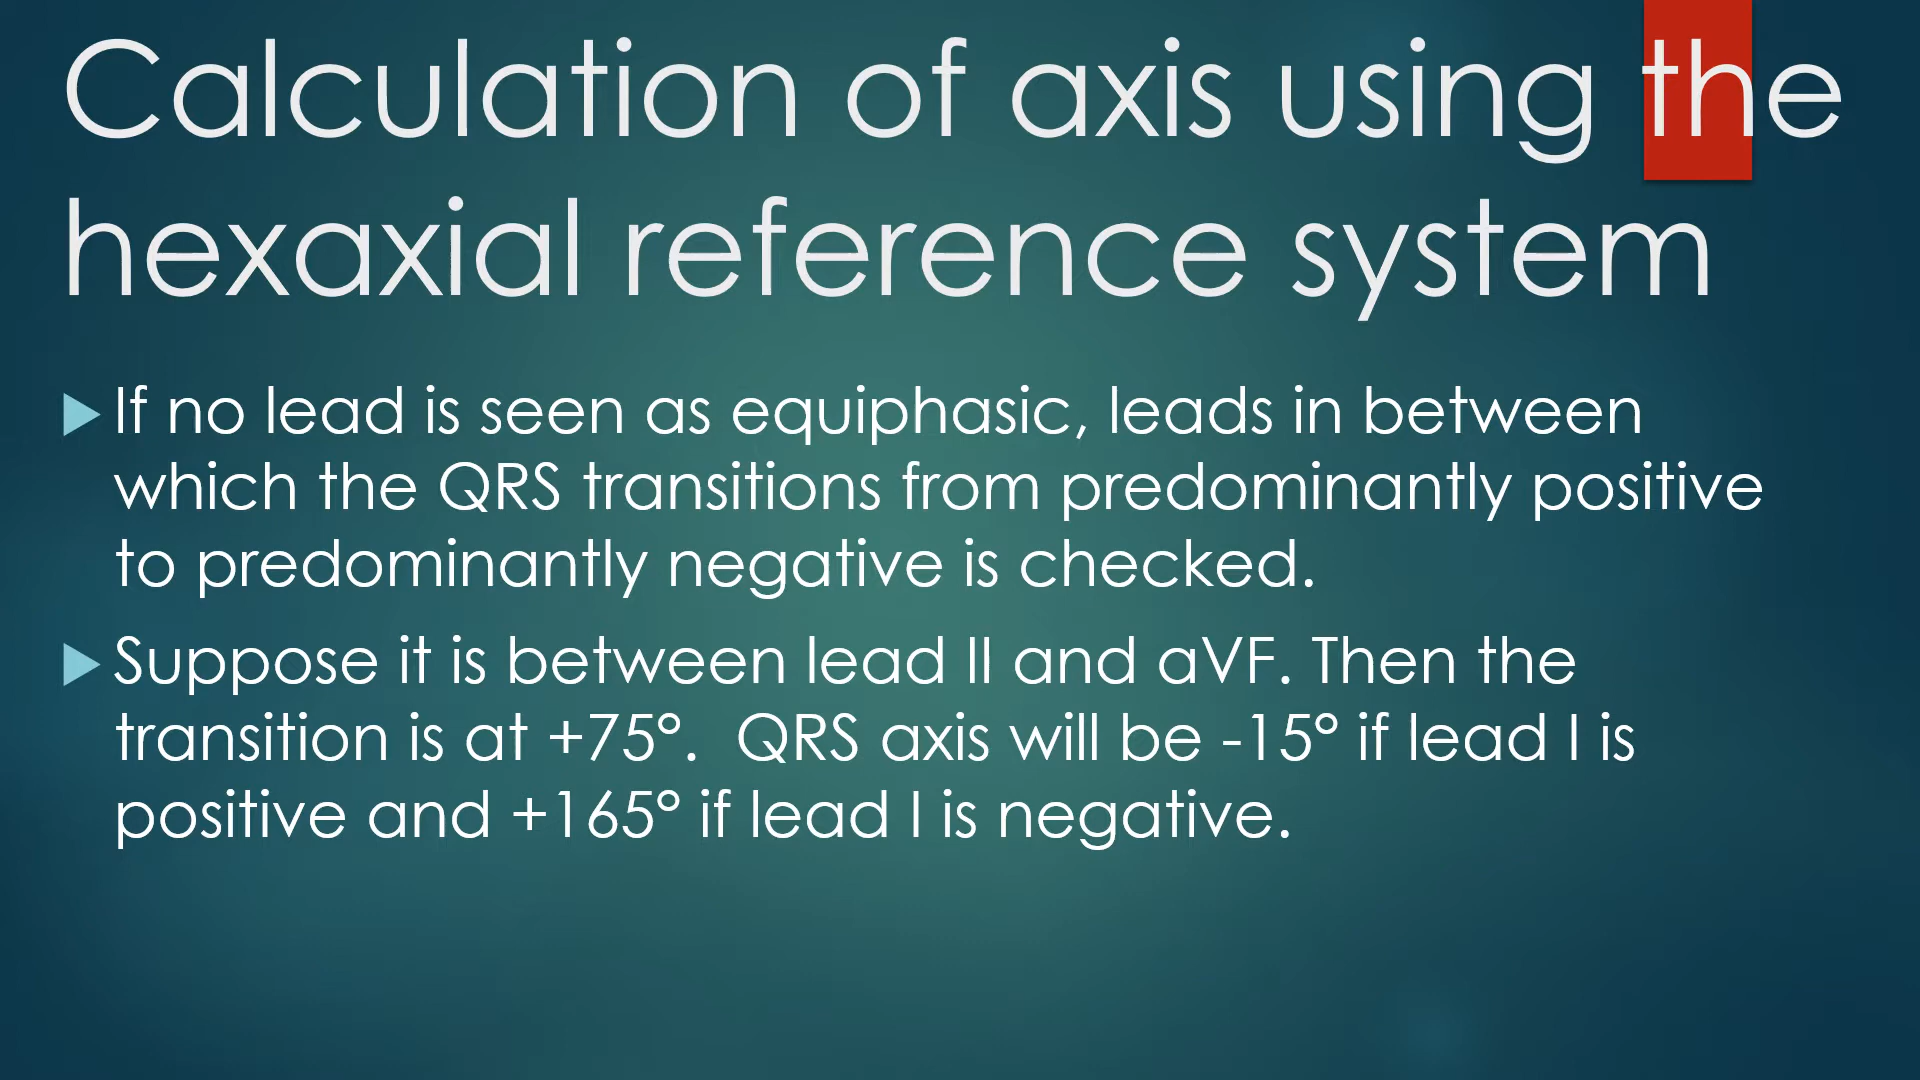 Calculation of axis using the
hexaxial reference system
If no lead is seen as equiphasic, leads in between
which the QRS transitions from predominantly positive
to predominantly negative is checked.
Suppose it is between lead II and aVF. Then the
transition is at +75°.  QRS axis will be -15° if lead I is
positive and +165° if lead I is negative.